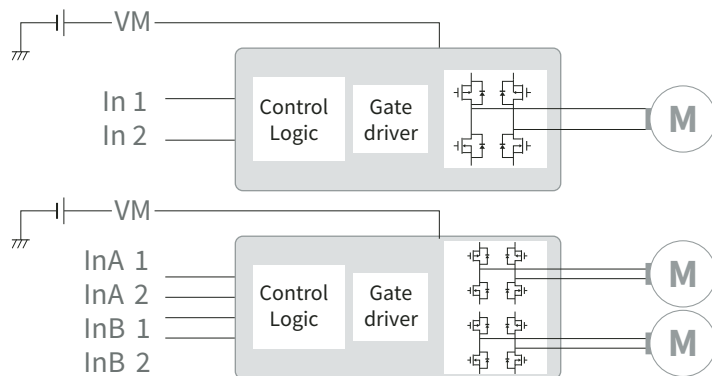 VM
In 1
In 2
Control
Logic
Gate
driver
M
VM
InA 1
InA 2
InB 1
InB 2
Control
Logic
Gate
driver
M
M